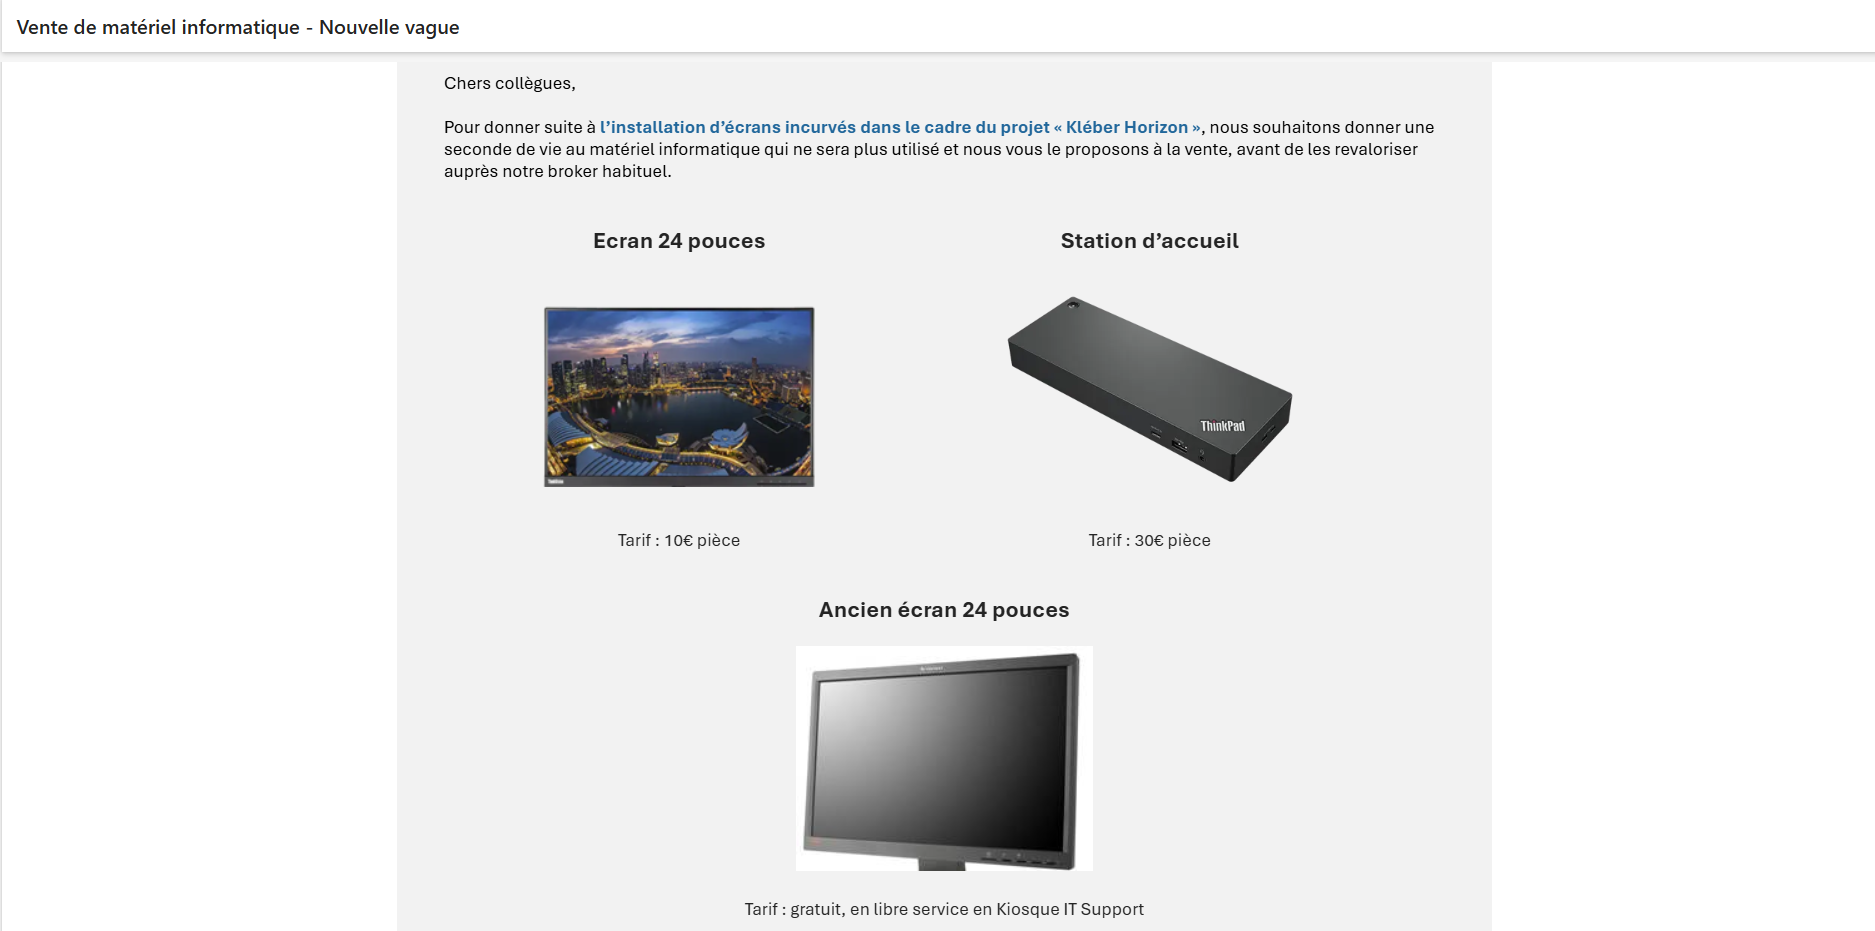 Vente de matériel informatique - Nouvelle vague
Chers collègues,
Pour donner suite à l’installation d’écrans incurvés dans le cadre du projet « Kléber Horizon », nous souhaitons donner une
seconde de vie au matériel informatique qui ne sera plus utilisé et nous vous le proposons à la vente, avant de les revaloriser
auprès notre broker habituel.
Ecran 24 pouces
Station d’accueil
ThinkPad
Tarif : 10€ pièce
Tarif : 30€ pièce
Ancien écran 24 pouces
Tarif : gratuit, en libre service en Kiosque IT Support